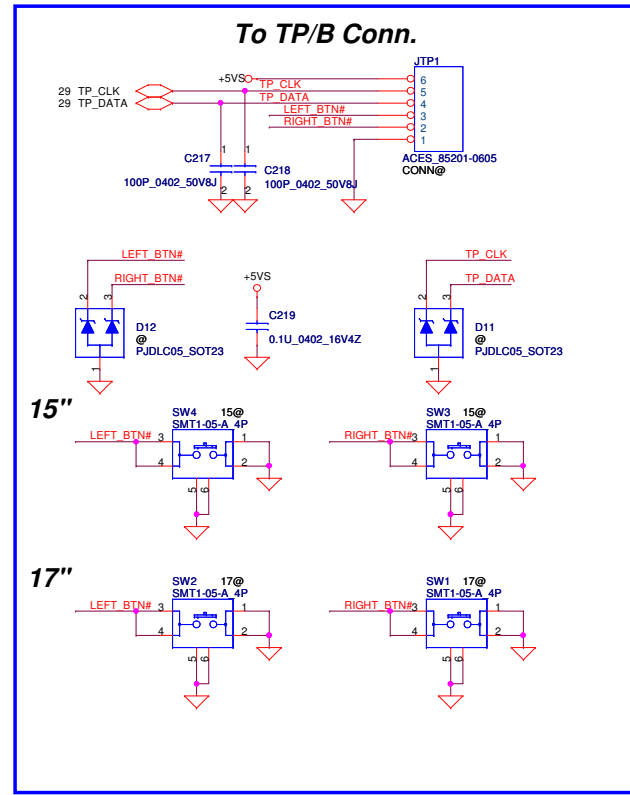 To TP/B Conn.
JTP1
+5VS
6
29 TP_CLK
TP_CLK
5
29 TP_DATA
TP_DATA
4
LEFT_BTN#
3
RIGHT_BTN#
2
1
1
1
C217
ACES_85201-0605
C218
CONN@
100P_0402_50V8J
100P_0402_50V8J
2
2
LEFT_BTN#
TP_CLK
RIGHT_BTN#
+5VS
TP_DATA
2
3
2
3
C219
D12
D11
@
0.1U_0402_16V4Z
@
PJDLC05_SOT23
PJDLC05_SOT23
1
1
15"
SW4 15@
SMT1-05-A_4P
LEFT_BTN#
3
1
4
2
5
6
SW3 15@
SMT1-05-A_4P
RIGHT_BTN#
3
1
4
2
5
6
17"
SW2 17@
SMT1-05-A_4P
LEFT_BTN#
3
1
4
2
5
6
SW1 17@
SMT1-05-A_4P
RIGHT_BTN#
3
1
4
2
5
6